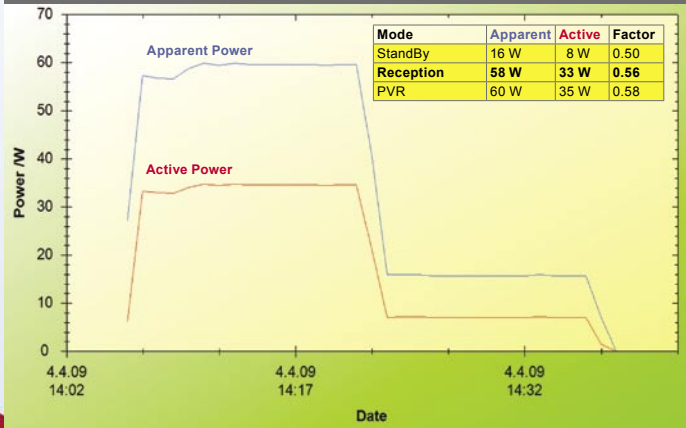 70
60
50
40
30
20
10
0
Power /W
Apparent Power
Active Power
Mode Apparent Active Factor
StandBy 16 W 8 W 0.50
Reception 58 W 33 W 0.56
PVR 60 W 35 W 0.58
4.4.09 4.4.09 4.4.09
14:02 14:17 14:32
Date